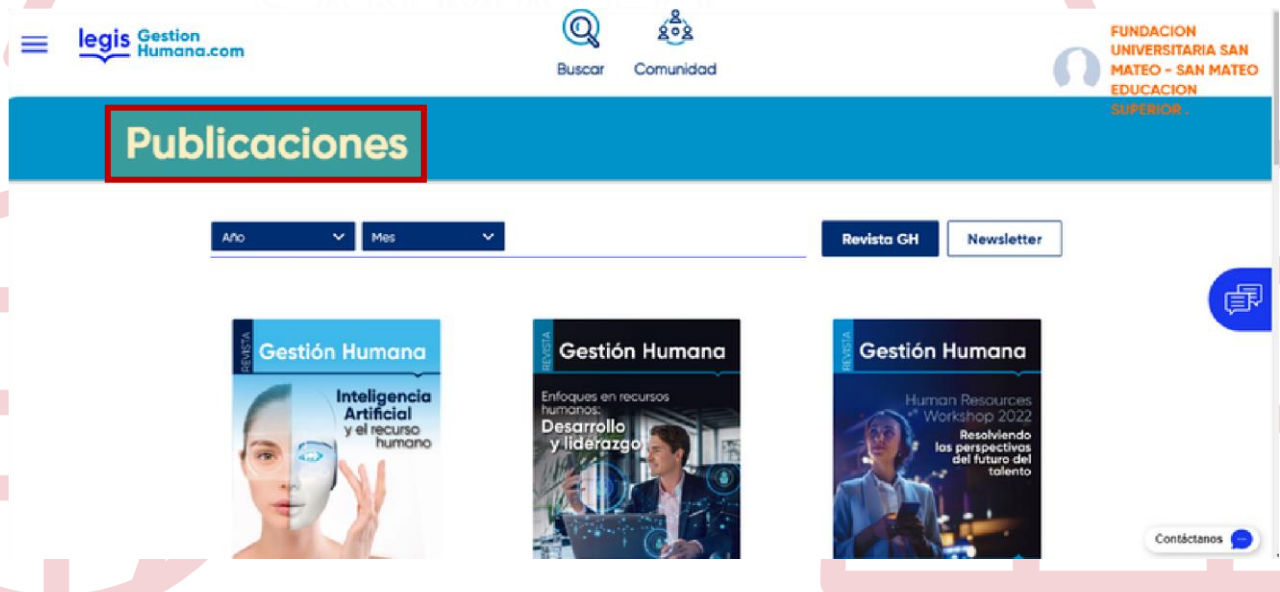 legis Gestion
Humana.com
Buscar
Comunidad
FUNDACION
UNIVERSITARIA SAN
MATEO - SAN MATEO
EDUCACION
SUPERIOR .
Publicaciones
Año
Mes
Revista GH
Newsletter
REVISTA
Gestión Humana
Inteligencia
Artificial
y el recurso
humano
REVISTA
Gestión Humana
Enfoques en recursos
humanos:
Desarrollo
y liderazgo
REVISTA
Gestión Humana
Human Resources
Workshop 2022
Resolviendo
las perspectivas
del futuro del
talento
Contáctanos